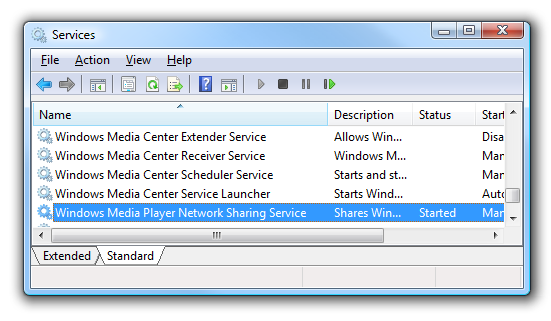 Services
File Action View Help
Name Description Status Start
Windows Media Center Extender Service Allows Win... Disa
Windows Media Center Receiver Service Windows M... Mar
Windows Media Center Scheduler Service Starts and st... Mar
Windows Media Center Service Launcher Starts Wind... Auto
Windows Media Player Network Sharing Service Shares Win... Started Mar
Extended Standard